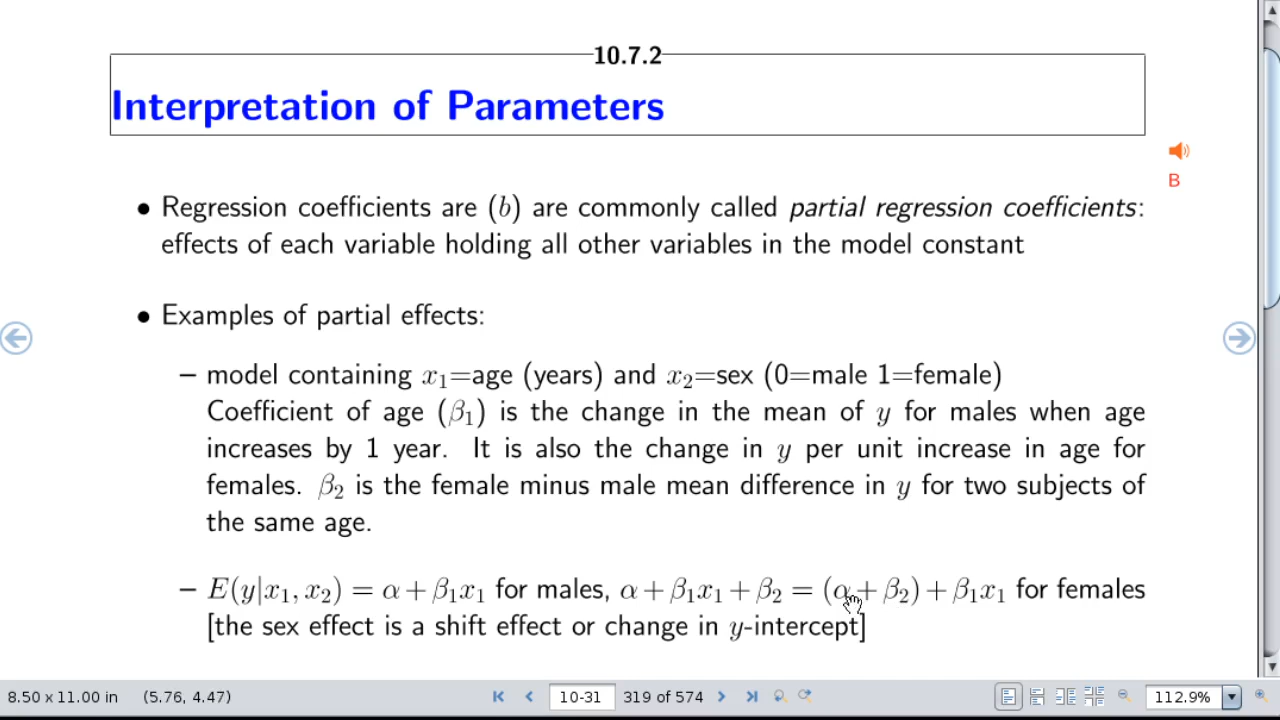 10.7.2
Interpretation of Parameters
B
• Regression coefficients are (b) are commonly called partial regression coefficients:
effects of each variable holding all other variables in the model constant
• Examples of partial effects:
– model containing x₁=age (years) and x₂=sex (0=male 1=female)
Coefficient of age (β₁) is the change in the mean of y for males when age
increases by 1 year. It is also the change in y per unit increase in age for
females. β₂ is the female minus male mean difference in y for two subjects of
the same age.
– E(y|x₁, x₂) = α + β₁x₁ for males, α + β₁x₁ + β₂ = (α + β₂) + β₁x₁ for females
[the sex effect is a shift effect or change in y-intercept]
8.50 x 11.00 in (5.76, 4.47) 10-31 319 of 574 112.9%